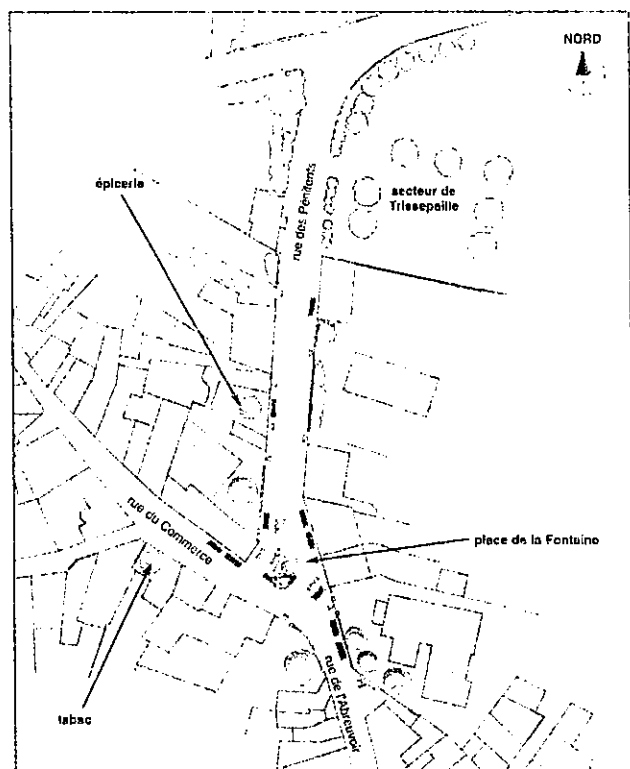 NORD
rue des Pénitents
épicerie
secteur de
Trissepaille
rue du Commerce
place de la Fontaine
rue de l'Abreuvoir
tabac